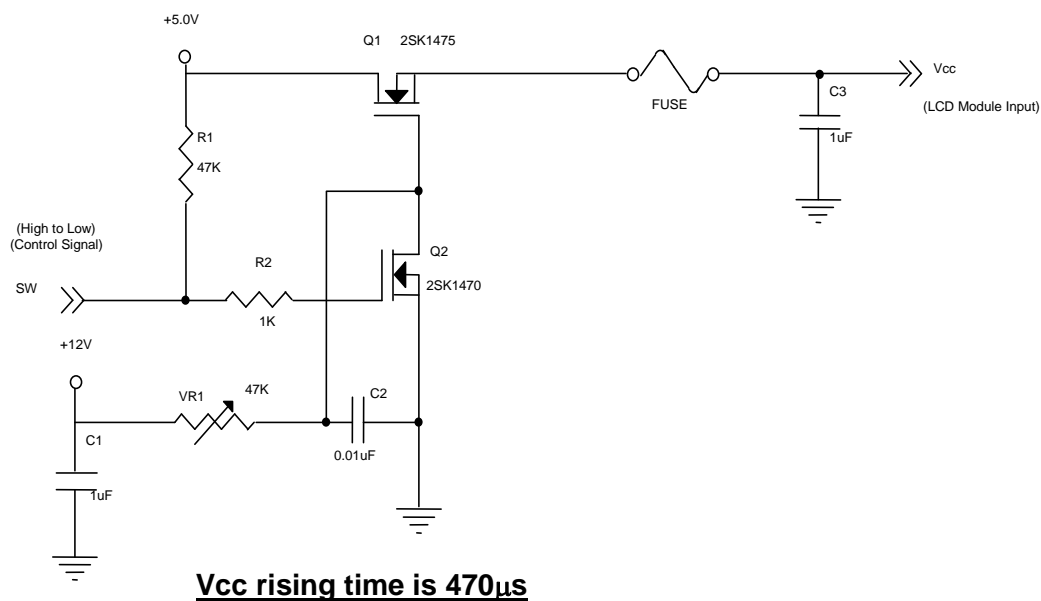 +5.0V
Q1 2SK1475
Vcc
C3
FUSE
(LCD Module Input)
R1
1uF
47K
(High to Low)
(Control Signal)
Q2
R2
SW
2SK1470
1K
+12V
47K
VR1
C2
C1
0.01uF
1uF
Vcc rising time is 470μs